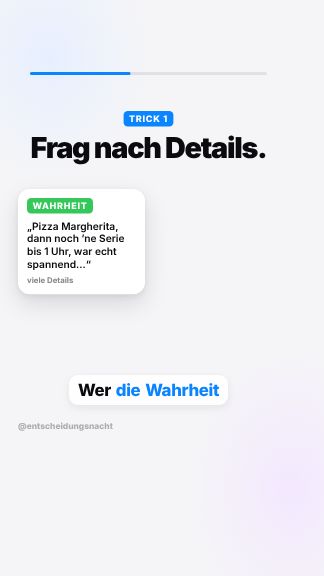 TRICK 1
Frag nach Details.
WAHRHEIT
„Pizza Margherita,
dann noch ’ne Serie
bis 1 Uhr, war echt
spannend…“
viele Details
Wer die Wahrheit
@entscheidungsnacht